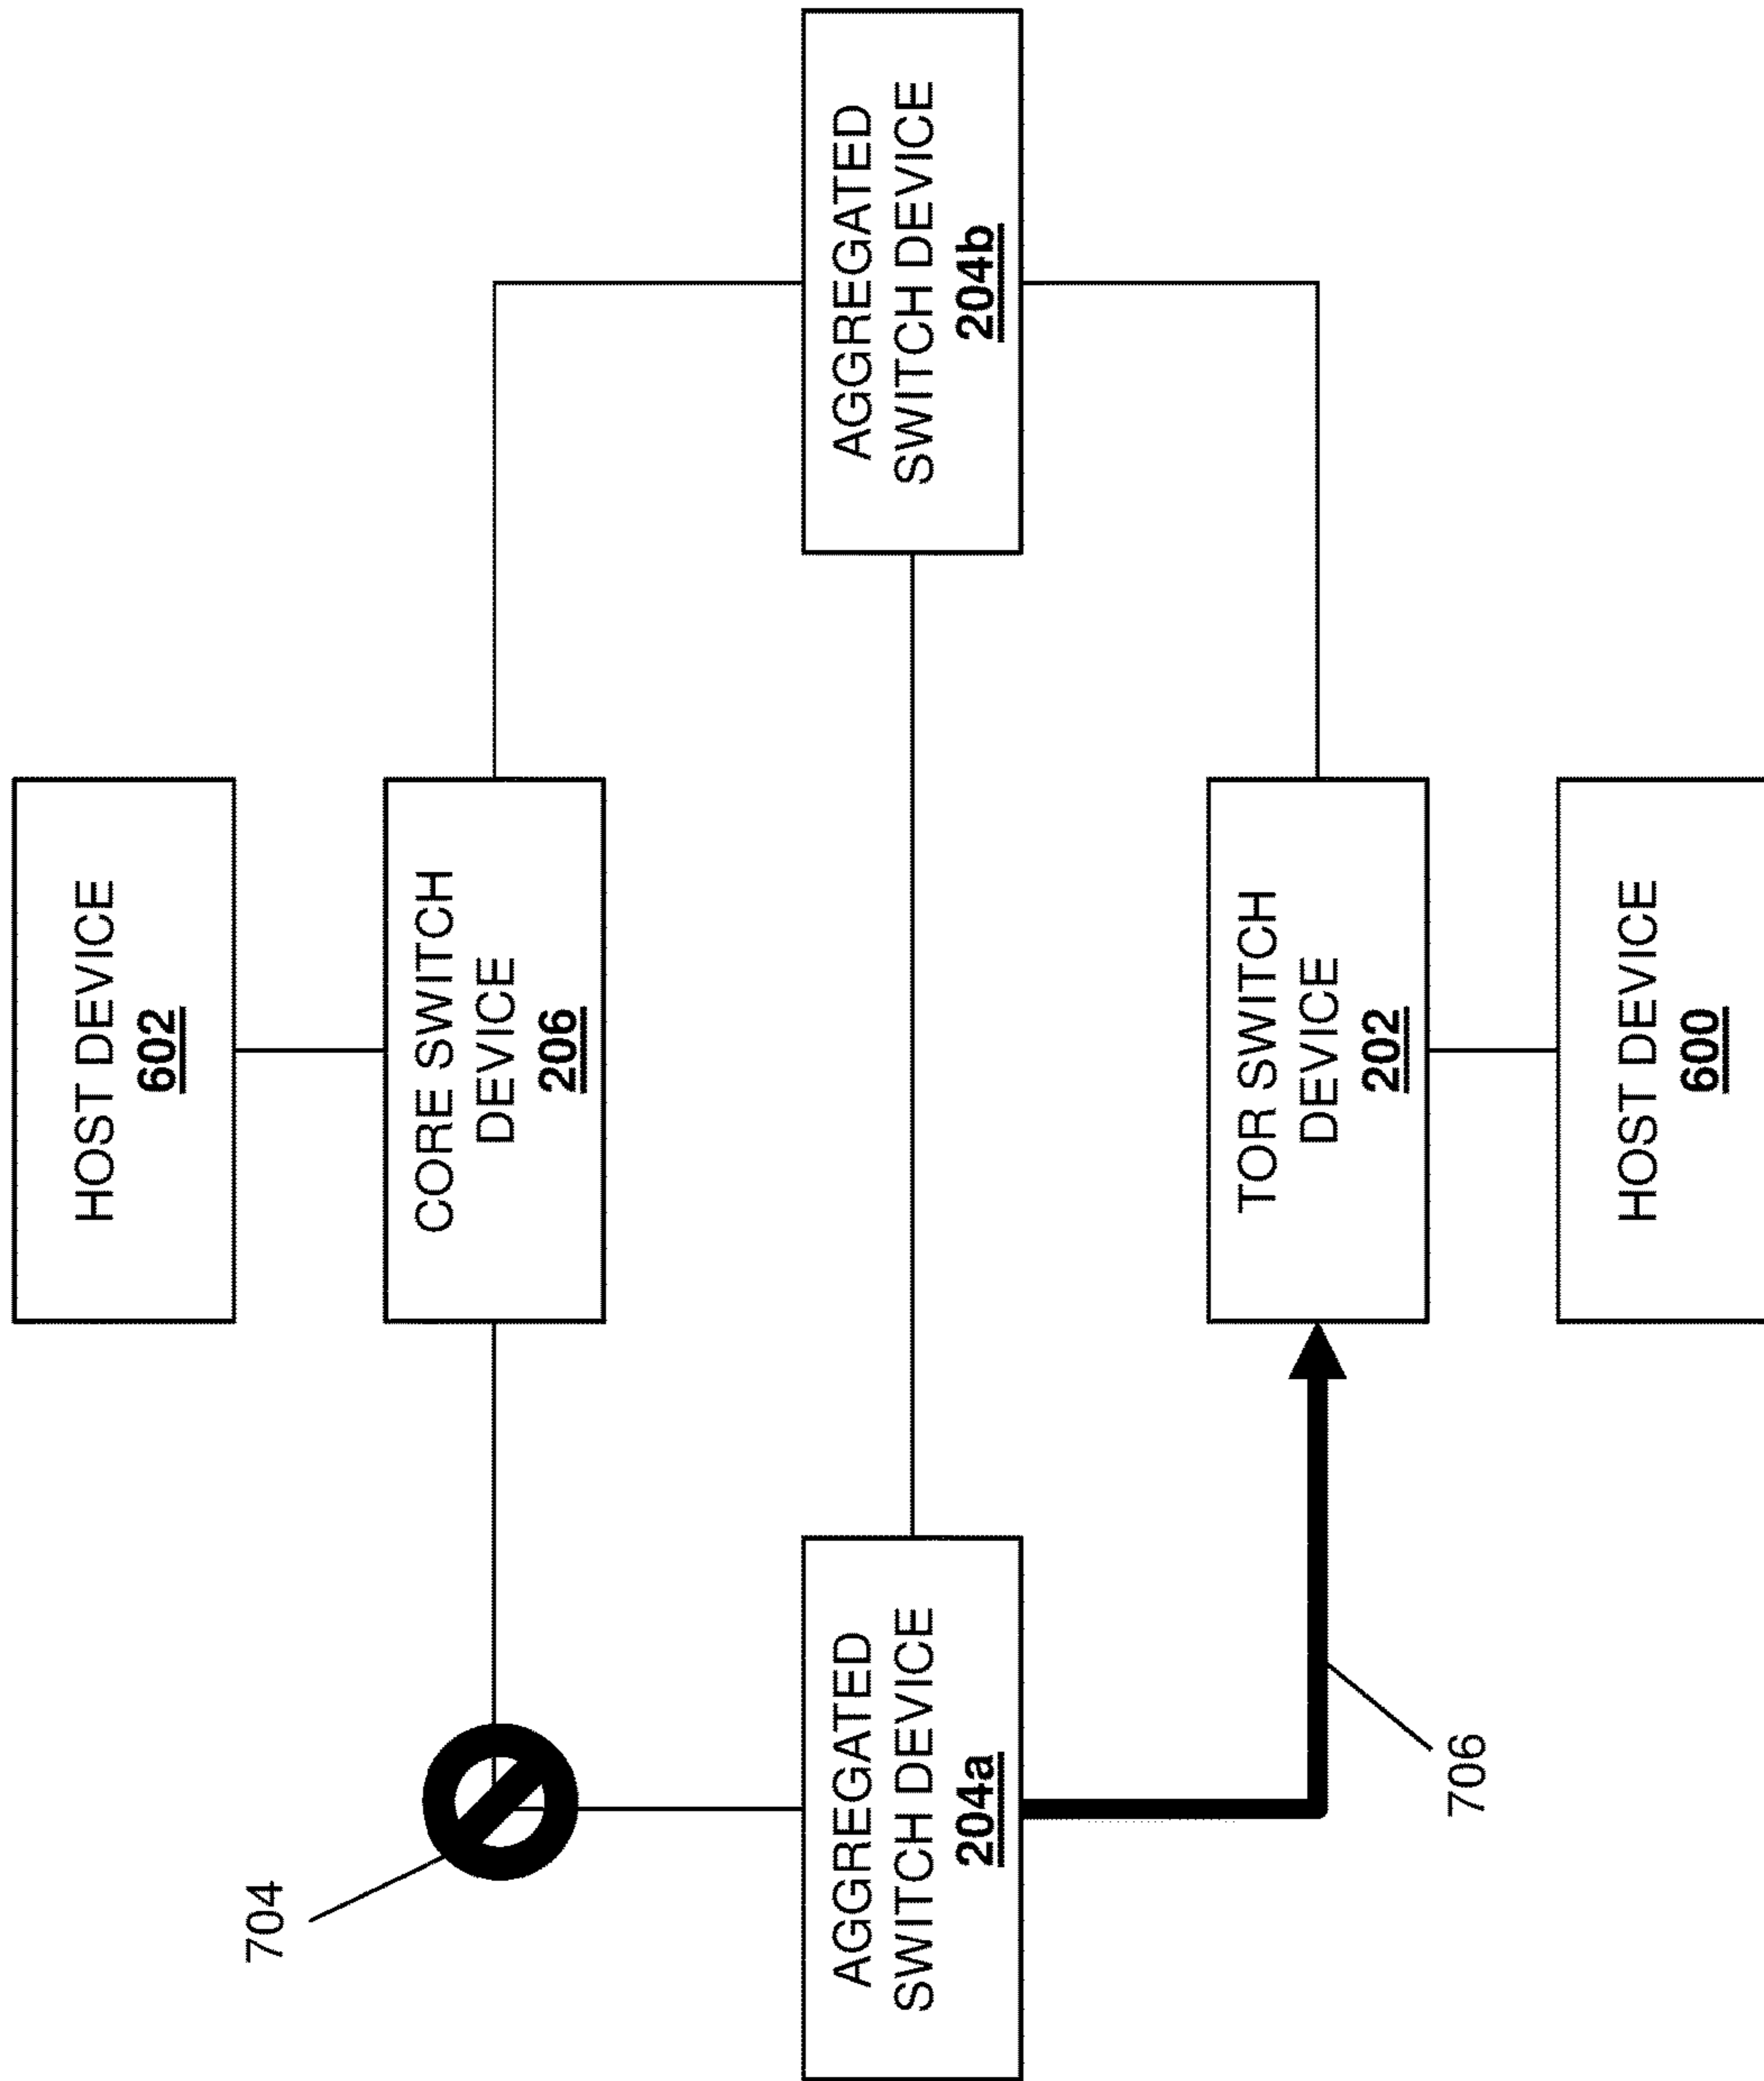 HOST DEVICE
602
CORE SWITCH
DEVICE
206
704
AGGREGATED
SWITCH DEVICE
204a
AGGREGATED
SWITCH DEVICE
204b
TOR SWITCH
DEVICE
202
706
HOST DEVICE
600